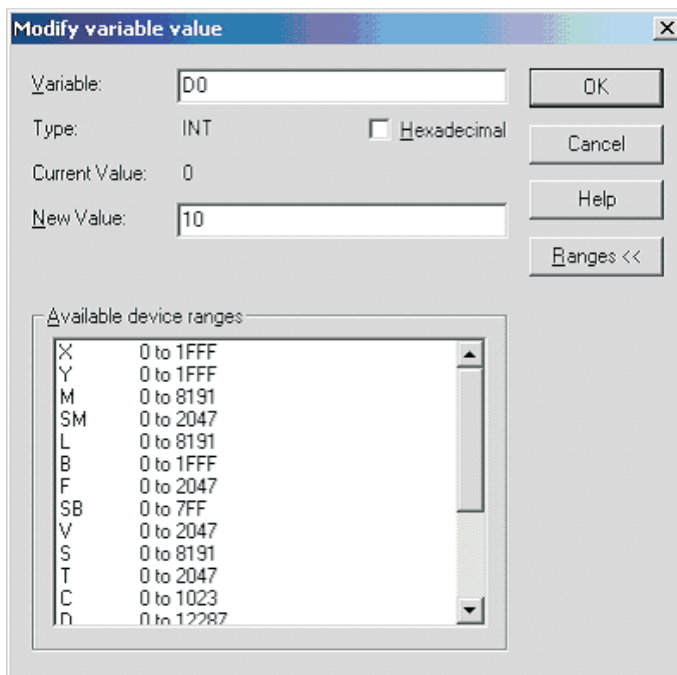 Modify variable value
Variable: D0 OK
Type: INT Hexadecimal
Cancel
Current Value: 0
Help
New Value: 10
Ranges <<
Available device ranges
X 0 to 1FFF
Y 0 to 1FFF
M 0 to 8191
SM 0 to 2047
L 0 to 8191
B 0 to 1FFF
F 0 to 2047
SB 0 to 7FF
V 0 to 2047
S 0 to 8191
T 0 to 2047
C 0 to 1023
D 0 to 12287